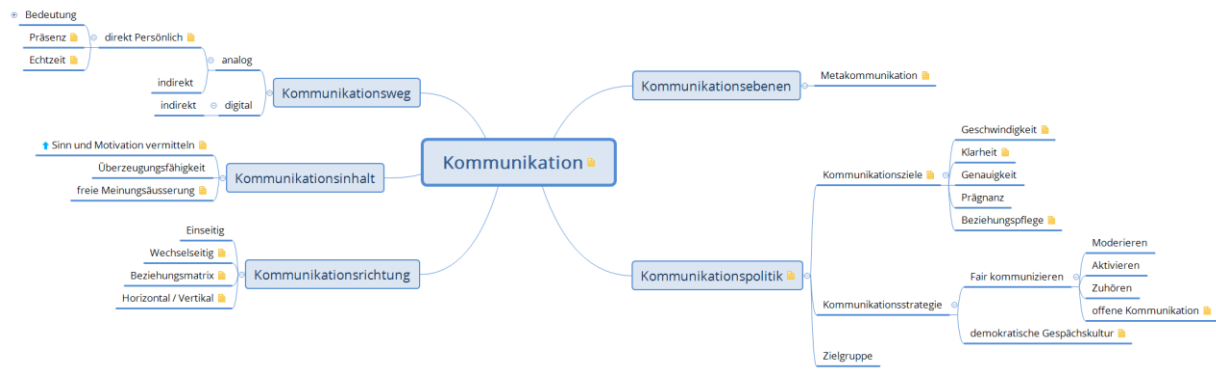 Kommunikation
Kommunikationsweg
analog
direkt Persönlich
Bedeutung
Präsenz
Echtzeit
indirekt
digital
indirekt
Kommunikationsinhalt
Sinn und Motivation vermitteln
Überzeugungsfähigkeit
freie Meinungsäusserung
Kommunikationsrichtung
Einseitig
Wechselseitig
Beziehungsmatrix
Horizontal / Vertikal
Kommunikationsebenen
Metakommunikation
Kommunikationspolitik
Kommunikationsziele
Geschwindigkeit
Klarheit
Genauigkeit
Prägnanz
Beziehungspflege
Kommunikationsstrategie
Fair kommunizieren
Moderieren
Aktivieren
Zuhören
offene Kommunikation
demokratische Gespächskultur
Zielgruppe